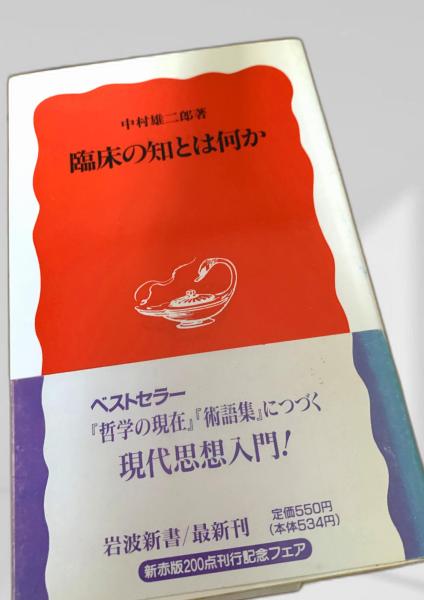 中村雄二郎著
臨床の知とは何か
ベストセラー
『哲学の現在』『術語集』につづく
現代思想入門!
岩波新書/最新刊
定価550円
(本体534円)
新赤版200点刊行記念フェア